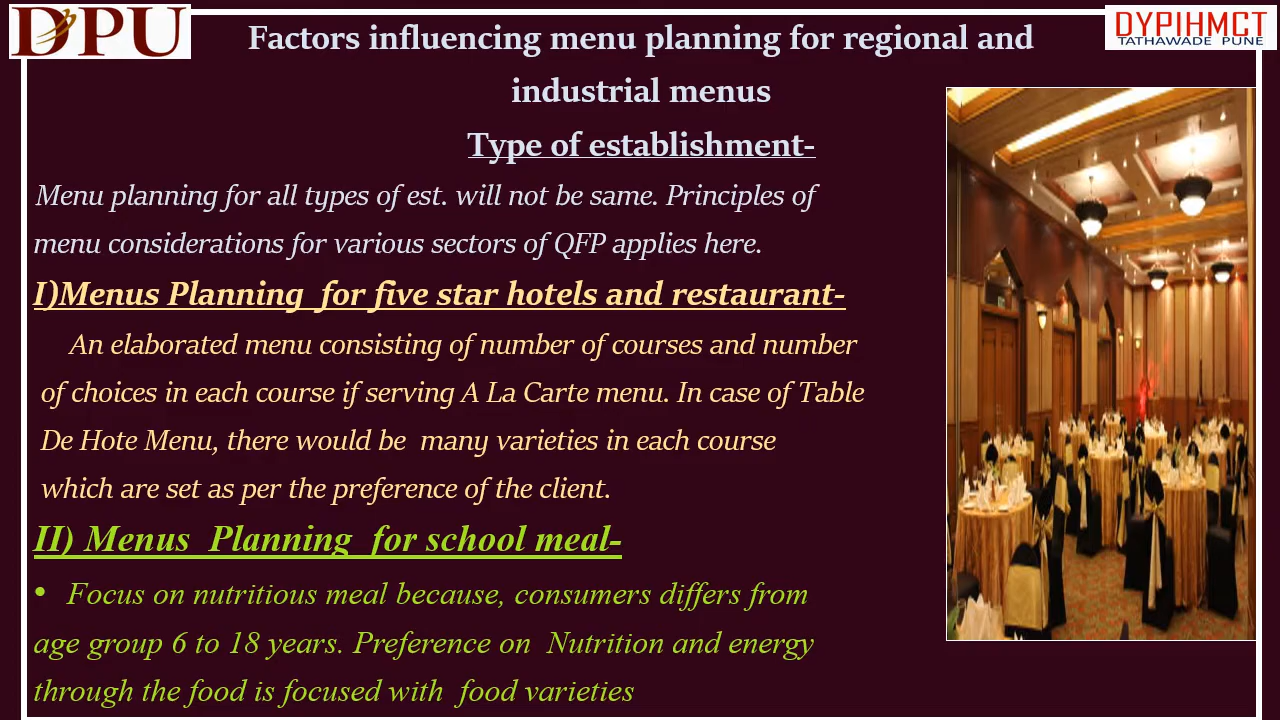 DPU
DYPIHMCT
TATHAWADE PUNE
Factors influencing menu planning for regional and
industrial menus
Type of establishment-
Menu planning for all types of est. will not be same. Principles of
menu considerations for various sectors of QFP applies here.
I)Menus Planning for five star hotels and restaurant-
An elaborated menu consisting of number of courses and number
of choices in each course if serving A La Carte menu. In case of Table
De Hote Menu, there would be many varieties in each course
which are set as per the preference of the client.
II) Menus Planning for school meal-
• Focus on nutritious meal because, consumers differs from
age group 6 to 18 years. Preference on Nutrition and energy
through the food is focused with food varieties